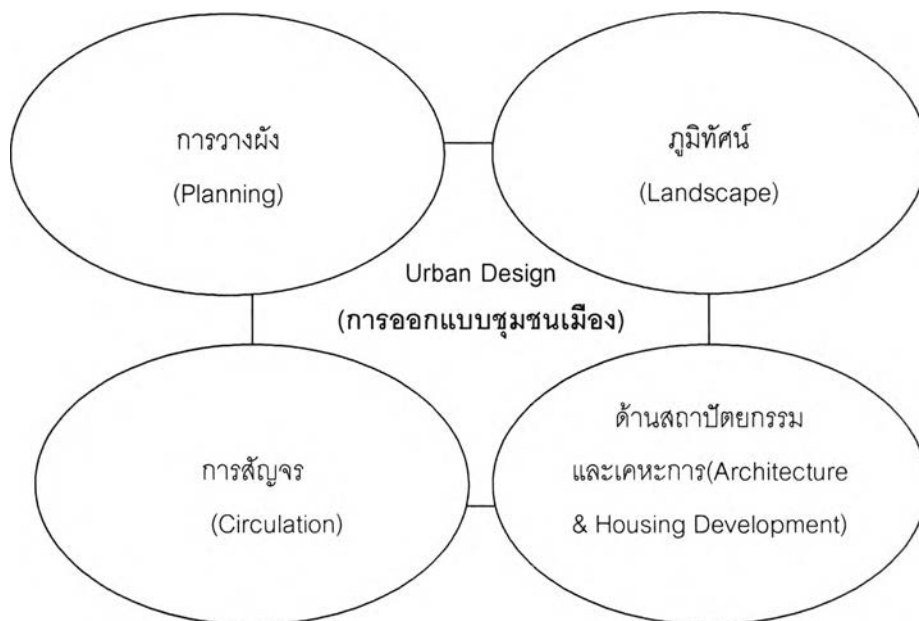 การวางผัง
(Planning)
ภูมิทัศน์
(Landscape)
Urban Design
(การออกแบบชุมชนเมือง)
การสัญจร
(Circulation)
ด้านสถาปัตยกรรม
และเคหะการ(Architecture
& Housing Development)